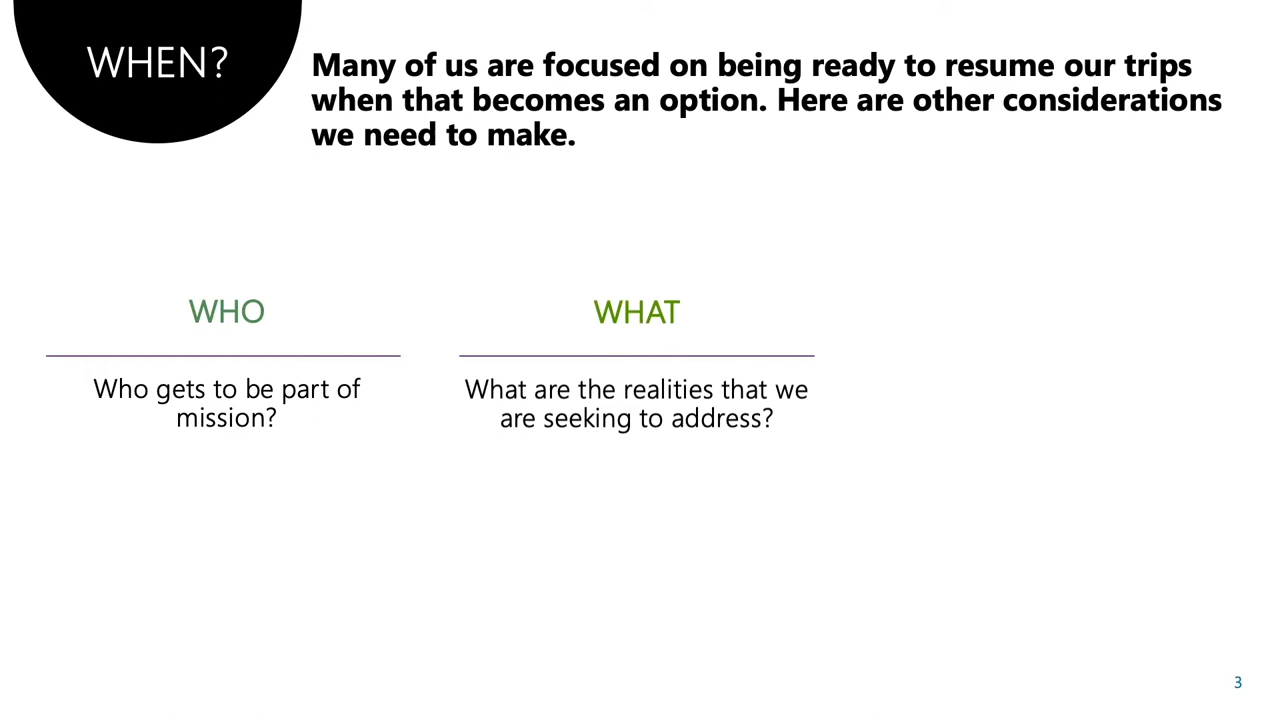 WHEN?
Many of us are focused on being ready to resume our trips
when that becomes an option. Here are other considerations
we need to make.
WHO
Who gets to be part of
mission?
WHAT
What are the realities that we
are seeking to address?
3